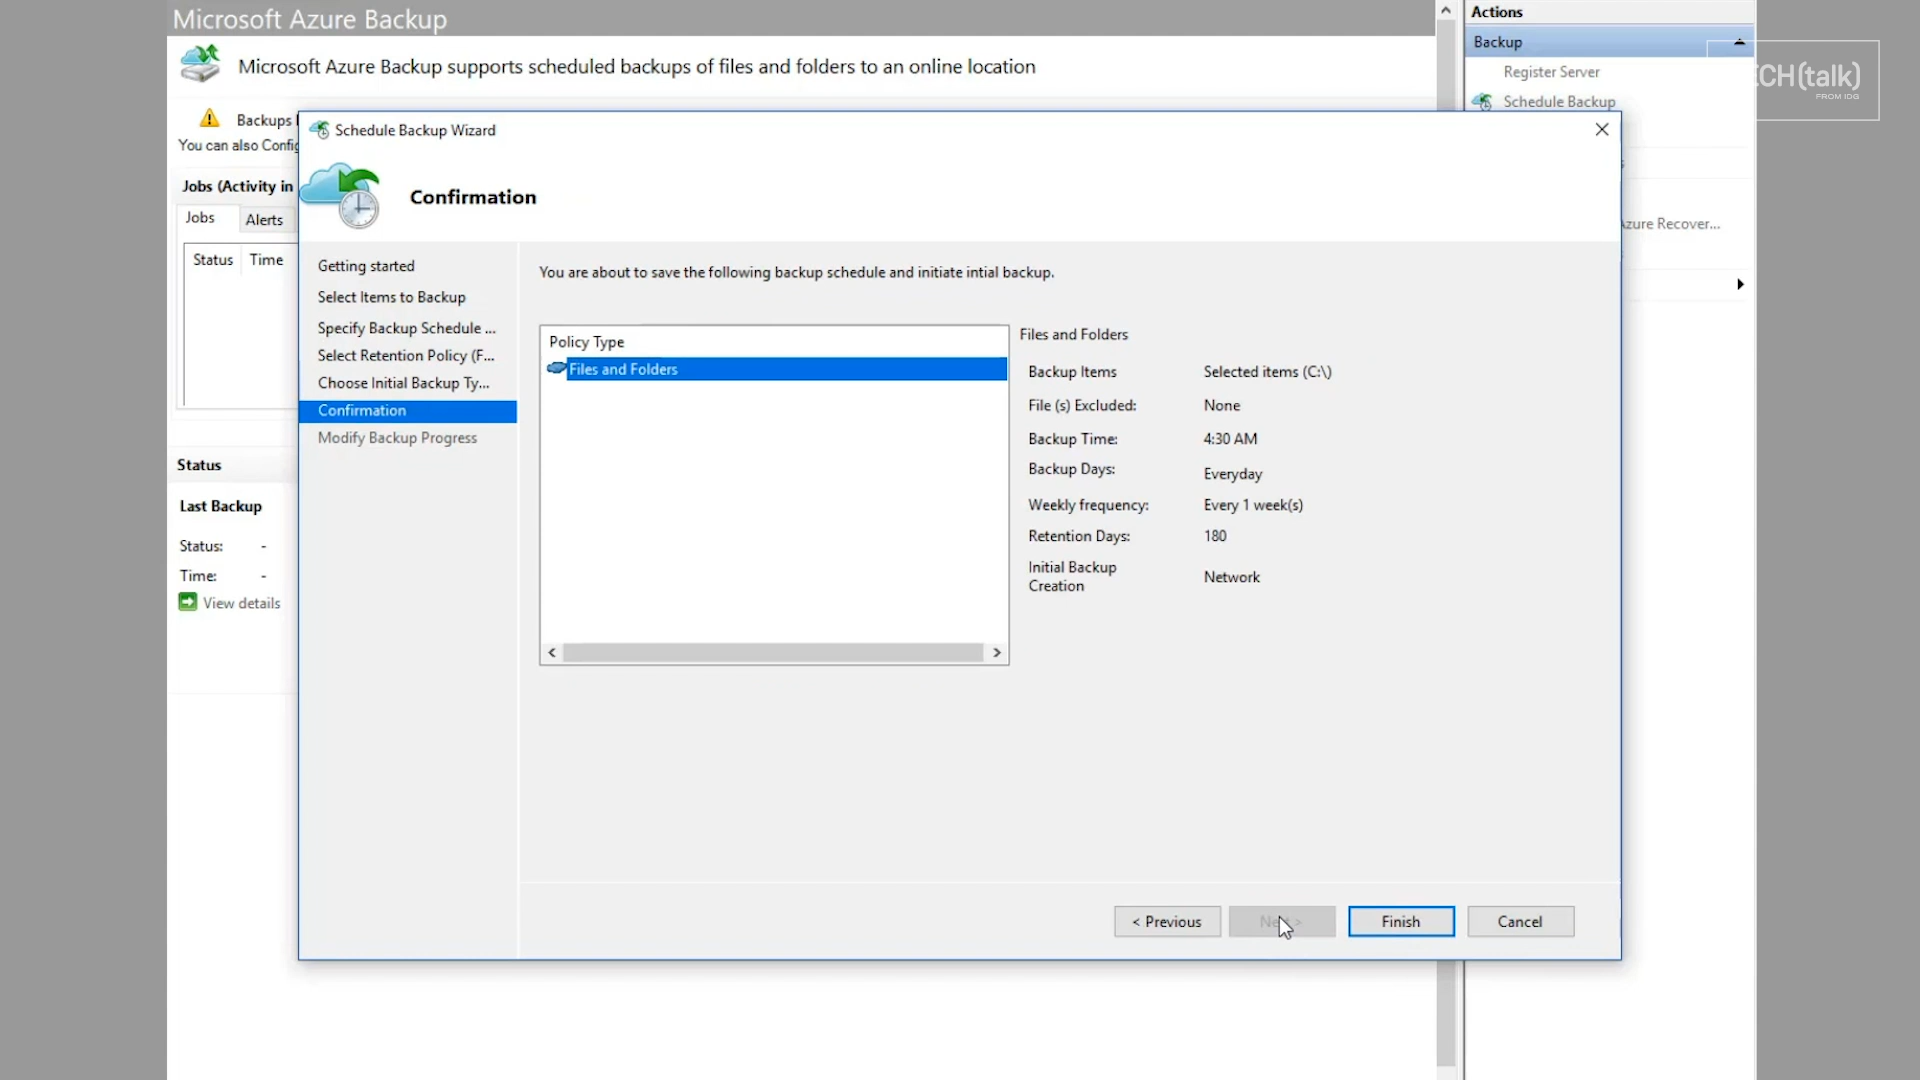 Microsoft Azure Backup
Microsoft Azure Backup supports scheduled backups of files and folders to an online location
Backups
You can also Config
Jobs (Activity in
Jobs
Alerts
Status
Time
Status
Last Backup
Status: -
Time: -
View details
Schedule Backup Wizard
Confirmation
Getting started
Select Items to Backup
Specify Backup Schedule ...
Select Retention Policy (F...
Choose Initial Backup Ty...
Confirmation
Modify Backup Progress
You are about to save the following backup schedule and initiate intial backup.
Policy Type
Files and Folders
Files and Folders
Backup Items Selected items (C:\)
File (s) Excluded: None
Backup Time: 4:30 AM
Backup Days: Everyday
Weekly frequency: Every 1 week(s)
Retention Days: 180
Initial Backup
Creation Network
< Previous
Next >
Finish
Cancel
Actions
Backup
Register Server
Schedule Backup
Azure Recover...
ECH(talk)
FROM IDG